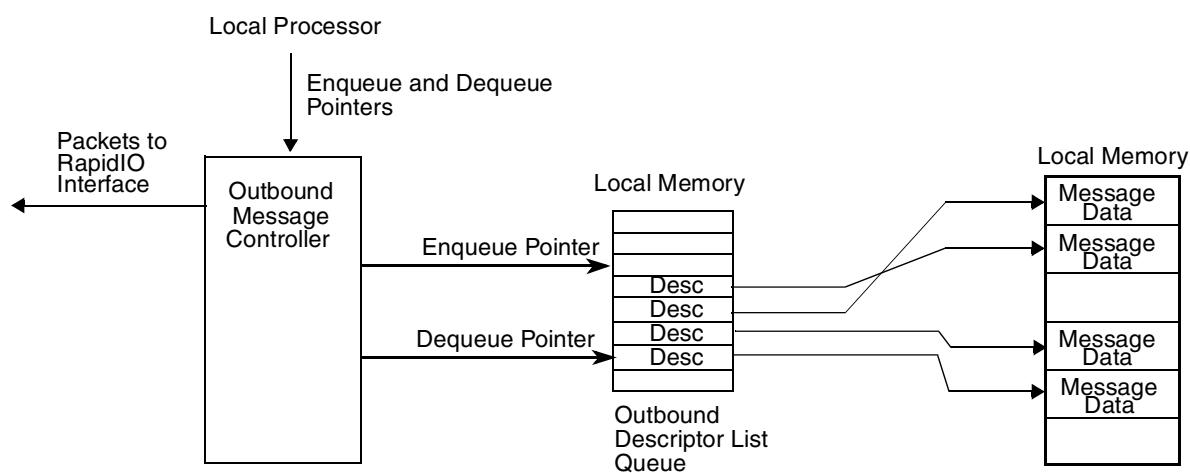 Local Processor
Enqueue and Dequeue
Pointers
Packets to
RapidIO
Interface
Outbound
Message
Controller
Enqueue Pointer
Dequeue Pointer
Local Memory
Desc
Desc
Desc
Desc
Outbound
Descriptor List
Queue
Local Memory
Message
Data
Message
Data
Message
Data
Message
Data